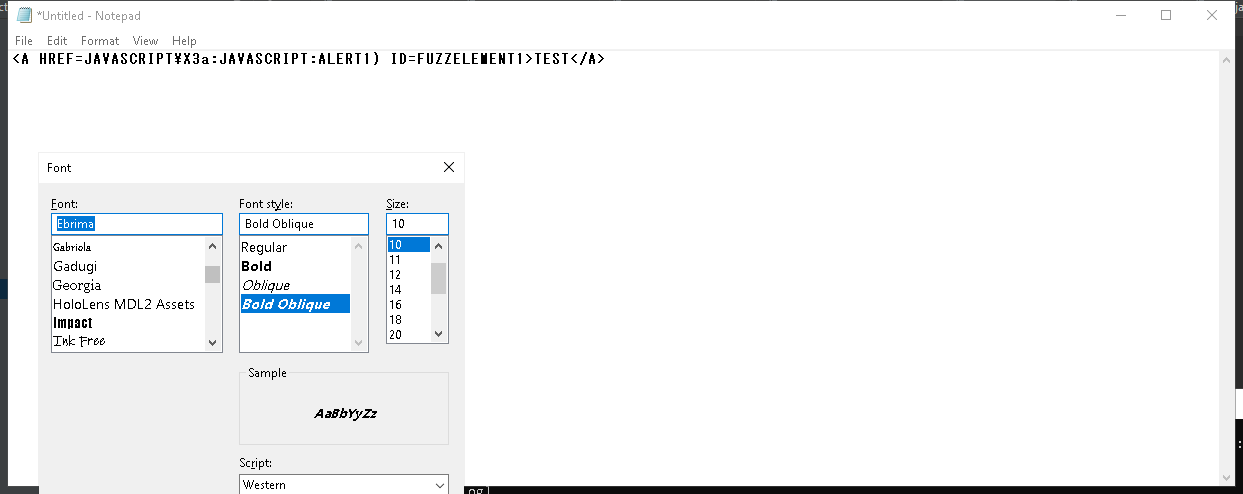 *Untitled - Notepad
File Edit Format View Help
<A HREF=JAVASCRIPT¥X3a:JAVASCRIPT:ALERT1) ID=FUZZELEMENT1>TEST</A>
Font
Font: Font style: Size:
Ebrima Bold Oblique 10
Gabriola Regular 10
Gadugi Bold 11
Georgia Oblique 12
HoloLens MDL2 Assets Bold Oblique 14
Impact 16
Ink Free 18
20
Sample
AaBbYyZz
Script:
Western